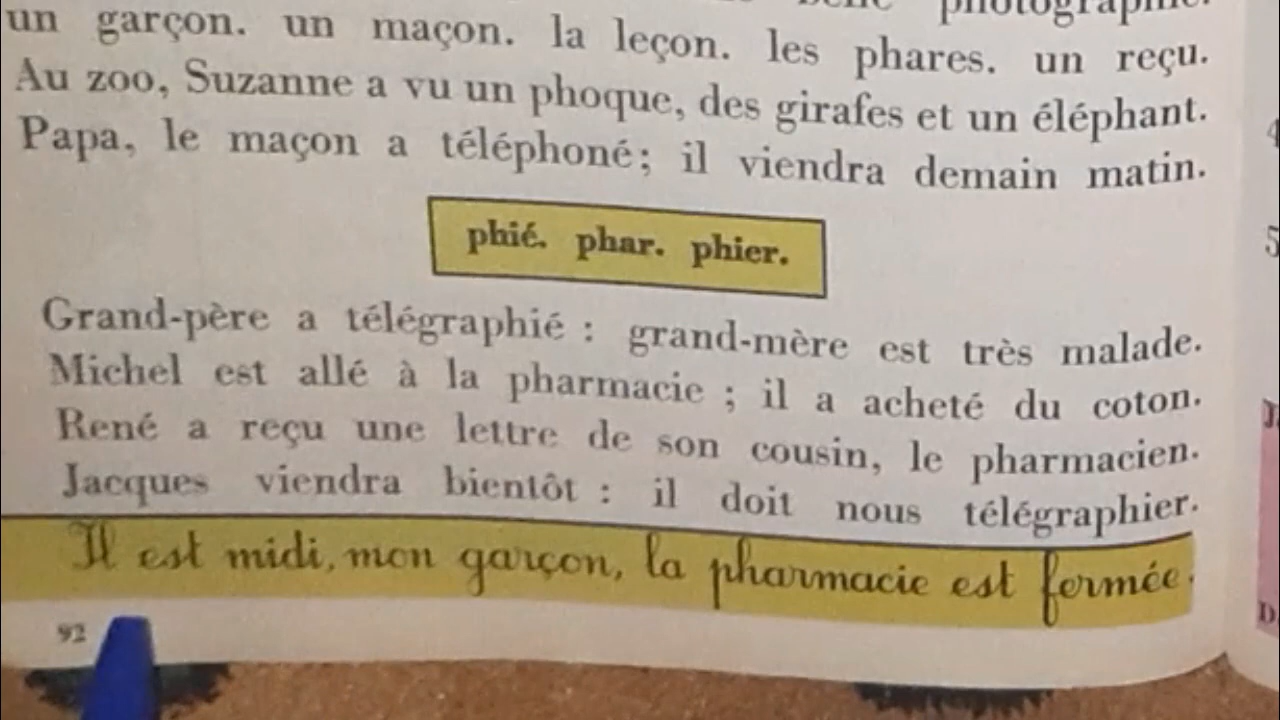 photographie.
un garçon. un maçon. la leçon. les phares. un reçu.
Au zoo, Suzanne a vu un phoque, des girafes et un éléphant.
Papa, le maçon a téléphoné; il viendra demain matin.
phié. phar. phier.
Grand-père a télégraphié : grand-mère est très malade.
Michel est allé à la pharmacie ; il a acheté du coton.
René a reçu une lettre de son cousin, le pharmacien.
Jacques viendra bientôt : il doit nous télégraphier.
Il est midi, mon garçon, la pharmacie est fermée.
92
5
D